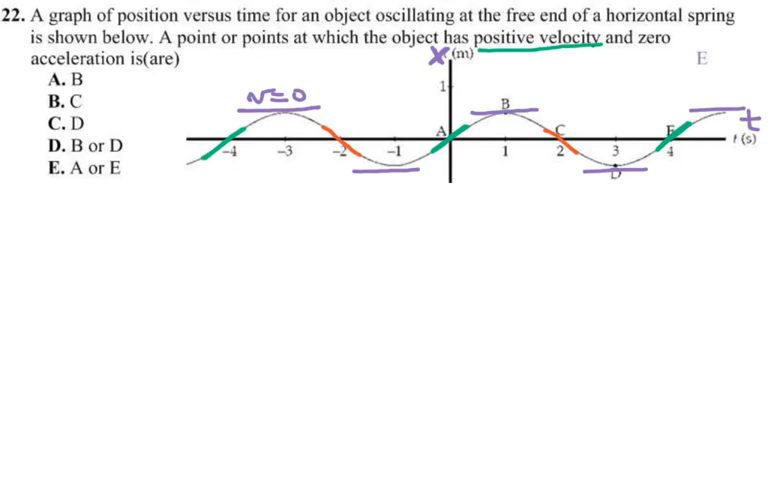 22. A graph of position versus time for an object oscillating at the free end of a horizontal spring
is shown below. A point or points at which the object has positive velocity and zero
acceleration is(are)
X (m)
E
A. B
B. C
C. D
D. B or D
E. A or E
1
v=0
B
A
C
E
t
-4 -3 -2 -1 1 2 3 4 t (s)
D